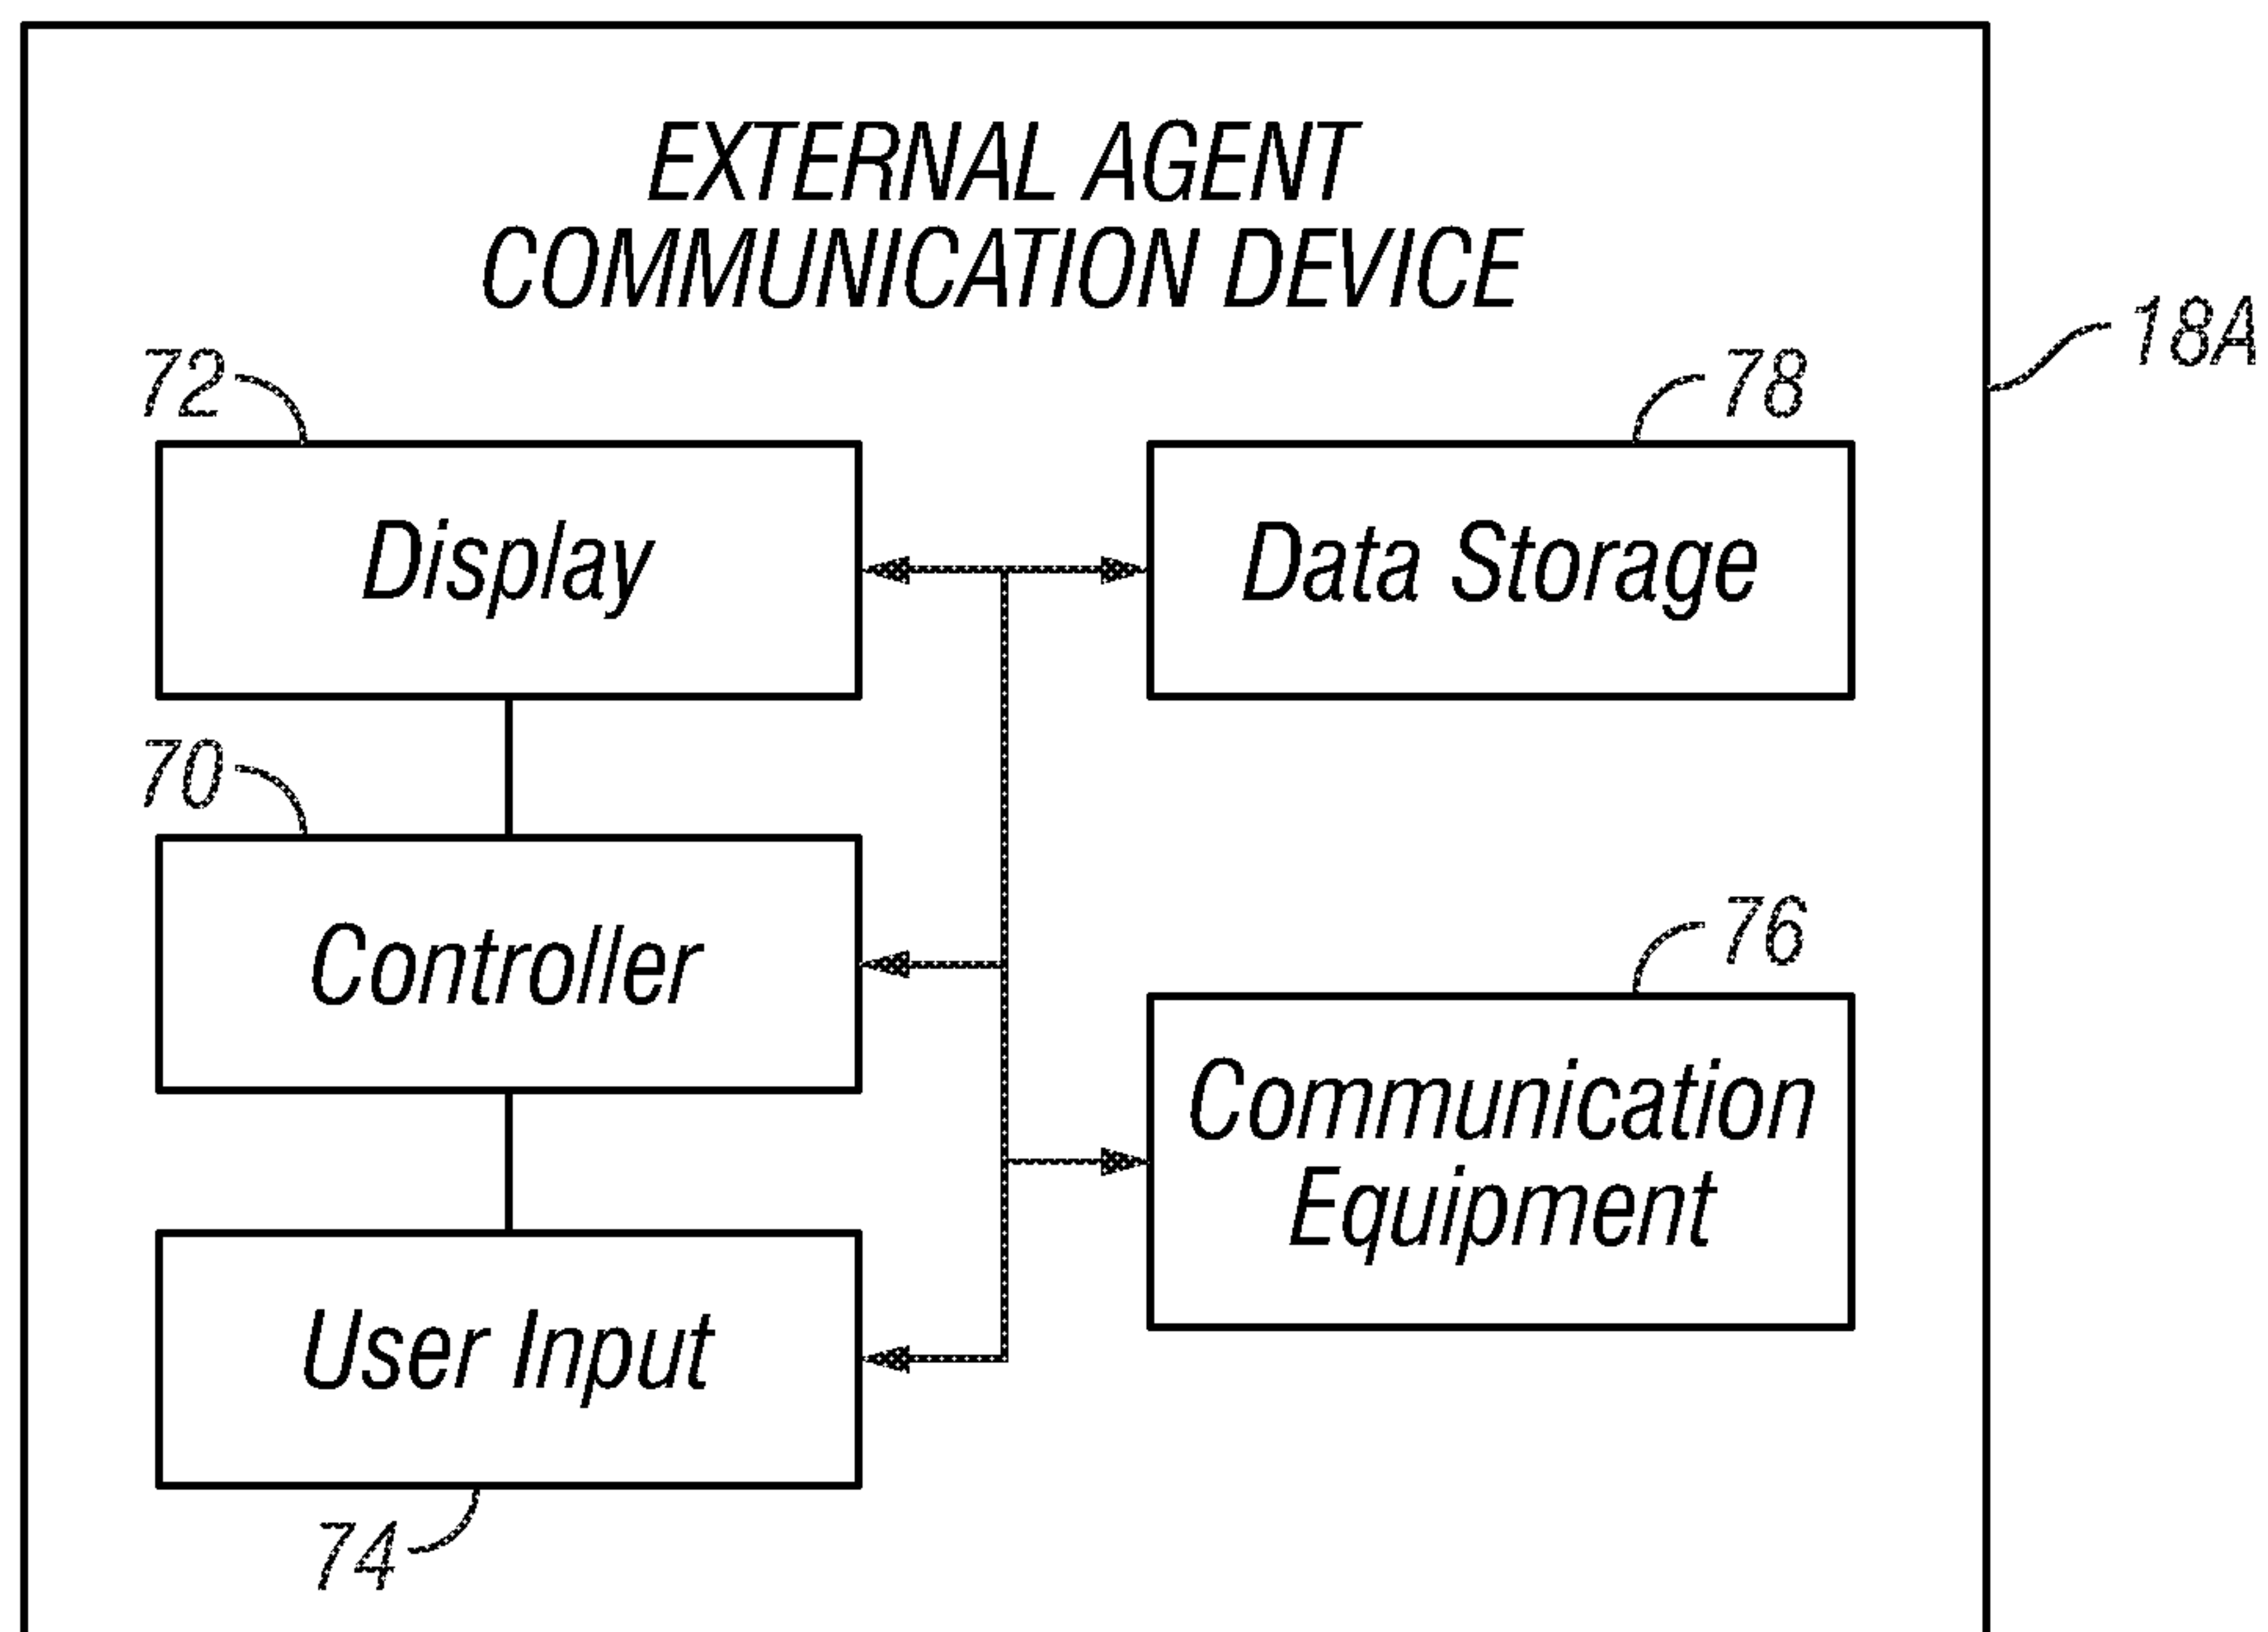 EXTERNAL AGENT
COMMUNICATION DEVICE
18A
72
78
Display
Data Storage
70
Controller
76
Communication
Equipment
User Input
74